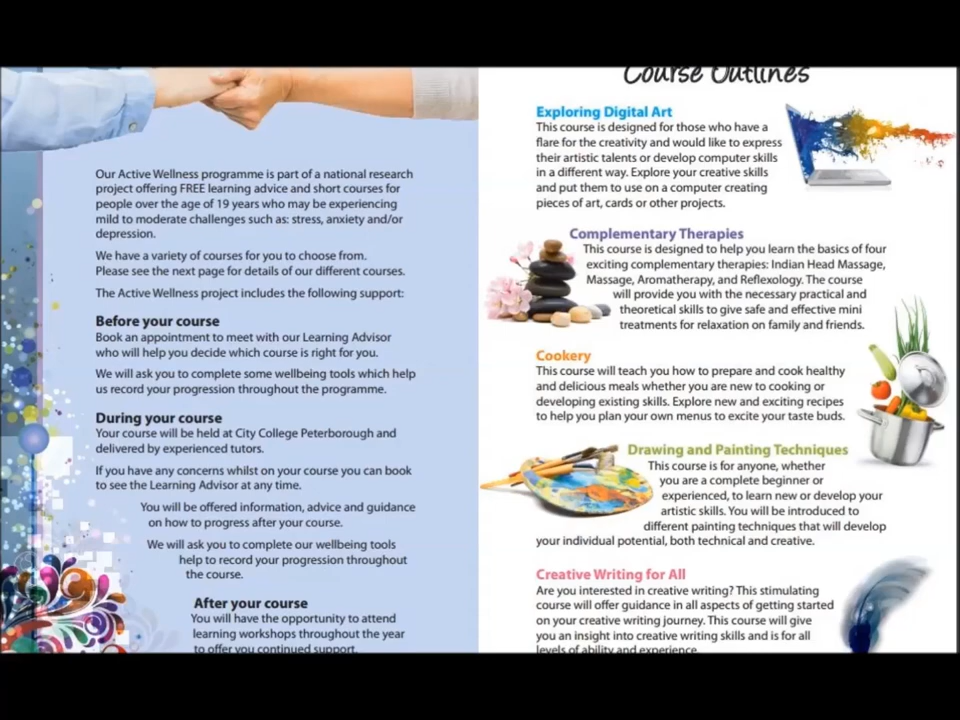 Our Active Wellness programme is part of a national research
project offering FREE learning advice and short courses for
people over the age of 19 years who may be experiencing
mild to moderate challenges such as: stress, anxiety and/or
depression.
We have a variety of courses for you to choose from.
Please see the next page for details of our different courses.
The Active Wellness project includes the following support:
Before your course
Book an appointment to meet with our Learning Advisor
who will help you decide which course is right for you.
We will ask you to complete some wellbeing tools which help
us record your progression throughout the programme.
During your course
Your course will be held at City College Peterborough and
delivered by experienced tutors.
If you have any concerns whilst on your course you can book
to see the Learning Advisor at any time.
You will be offered information, advice and guidance
on how to progress after your course.
We will ask you to complete our wellbeing tools
help to record your progression throughout
the course.
After your course
You will have the opportunity to attend
learning workshops throughout the year
to offer you continued support.
Course Outlines
Exploring Digital Art
This course is designed for those who have a
flare for the creativity and would like to express
their artistic talents or develop computer skills
in a different way. Explore your creative skills
and put them to use on a computer creating
pieces of art, cards or other projects.
Complementary Therapies
This course is designed to help you learn the basics of four
exciting complementary therapies: Indian Head Massage,
Massage, Aromatherapy, and Reflexology. The course
will provide you with the necessary practical and
theoretical skills to give safe and effective mini
treatments for relaxation on family and friends.
Cookery
This course will teach you how to prepare and cook healthy
and delicious meals whether you are new to cooking or
developing existing skills. Explore new and exciting recipes
to help you plan your own menus to excite your taste buds.
Drawing and Painting Techniques
This course is for anyone, whether
you are a complete beginner or
experienced, to learn new or develop your
artistic skills. You will be introduced to
different painting techniques that will develop
your individual potential, both technical and creative.
Creative Writing for All
Are you interested in creative writing? This stimulating
course will offer guidance in all aspects of getting started
on your creative writing journey. This course will give
you an insight into creative writing skills and is for all
levels of ability and experience.